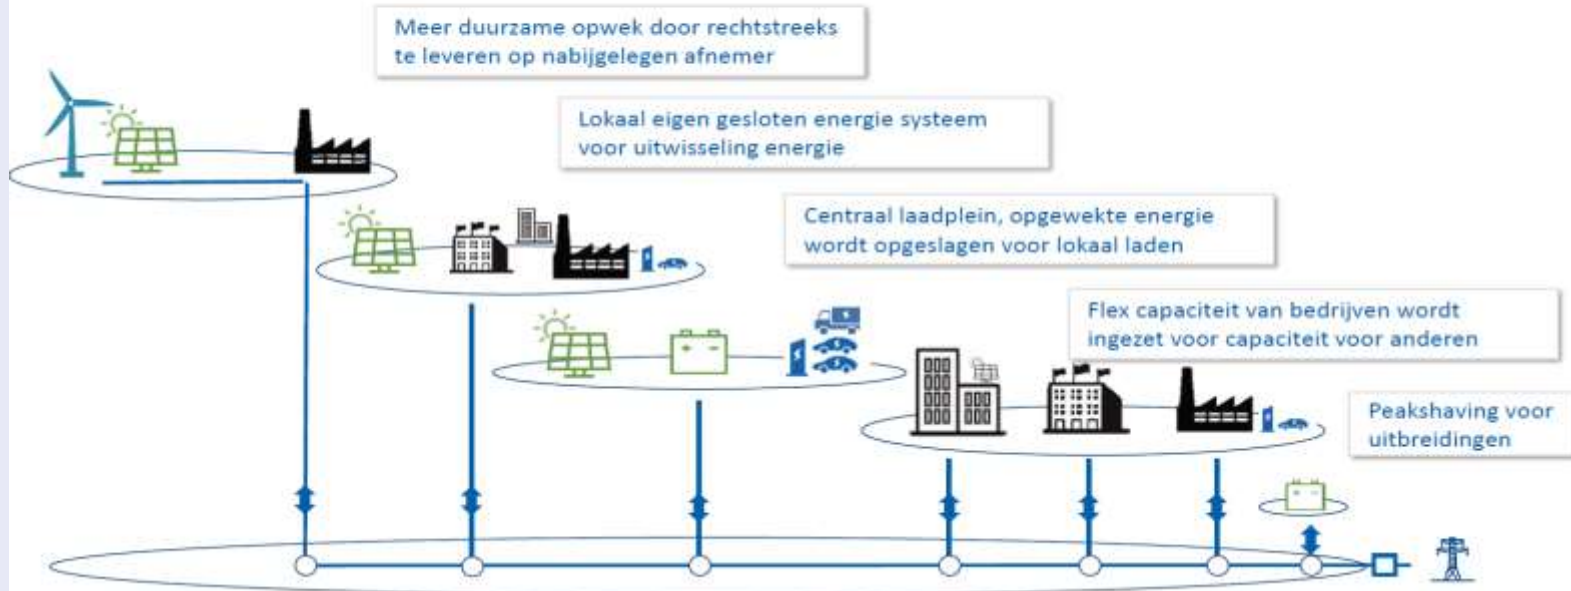 Meer duurzame opwek door rechtstreeks
te leveren op nabijgelegen afnemer
Lokaal eigen gesloten energie systeem
voor uitwisseling energie
Centraal laadplein, opgewekte energie
wordt opgeslagen voor lokaal laden
Flex capaciteit van bedrijven wordt
ingezet voor capaciteit voor anderen
Peakshaving voor
uitbreidingen